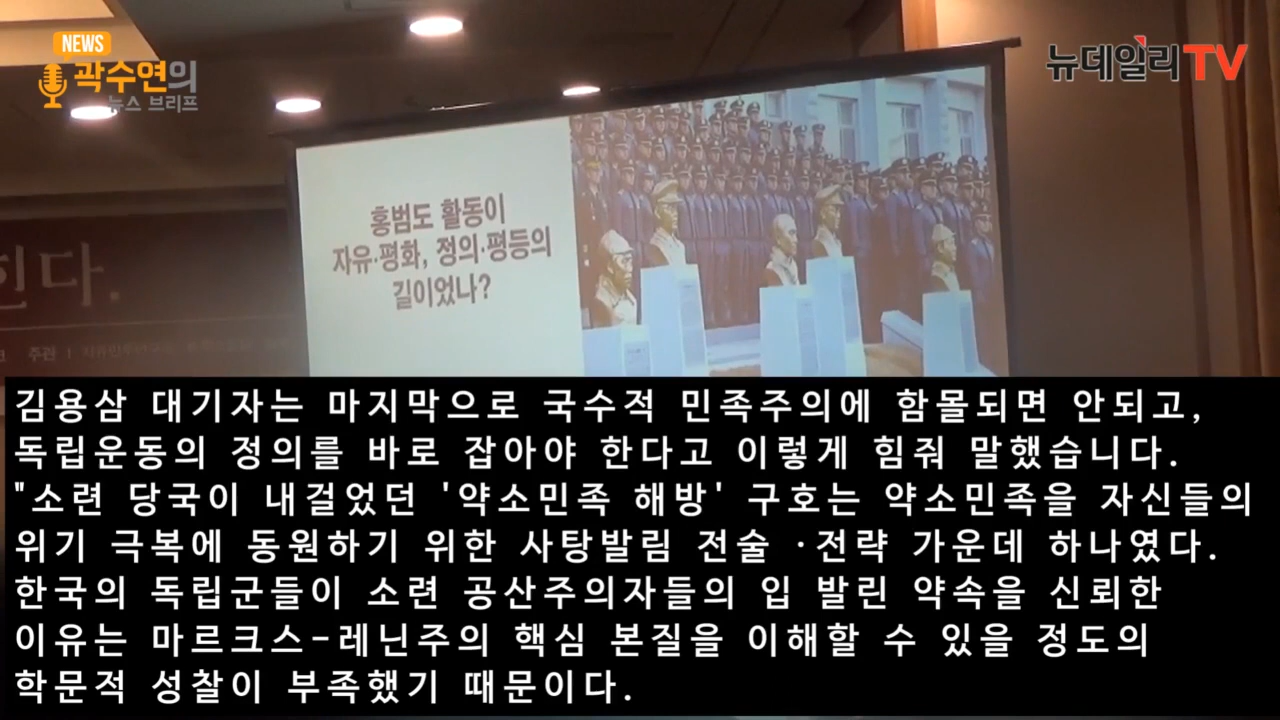 NEWS
곽수연의
뉴스 브리프
뉴데일리TV
홍범도 활동이
자유·평화, 정의·평등의
길이었나?
한다.
주관 |
김용삼 대기자는 마지막으로 국수적 민족주의에 함몰되면 안되고,
독립운동의 정의를 바로 잡아야 한다고 이렇게 힘줘 말했습니다.
"소련 당국이 내걸었던 '약소민족 해방' 구호는 약소민족을 자신들의
위기 극복에 동원하기 위한 사탕발림 전술 ·전략 가운데 하나였다.
한국의 독립군들이 소련 공산주의자들의 입 발린 약속을 신뢰한
이유는 마르크스-레닌주의 핵심 본질을 이해할 수 있을 정도의
학문적 성찰이 부족했기 때문이다.